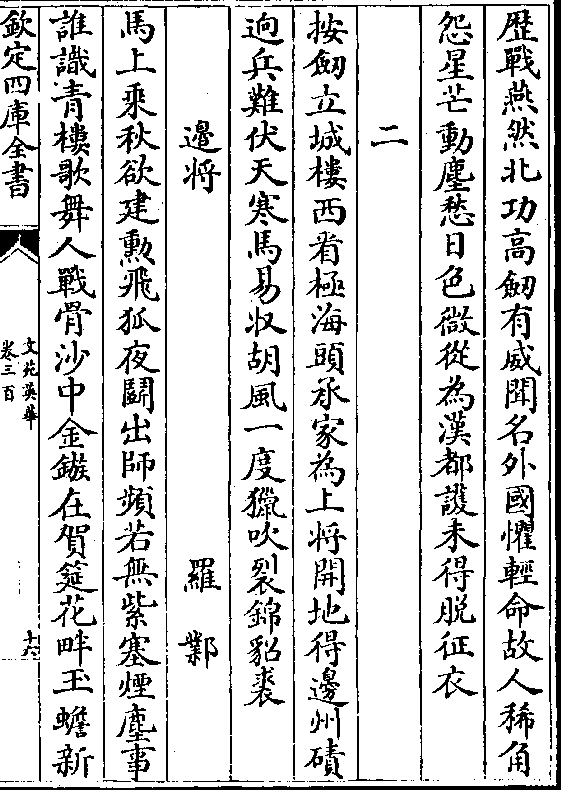 歴戰燕然北功高劒有威聞名外國懼輕命故人稀角
怨星芒動塵愁日色微從為漢都護未得脱征衣
二
按劒立城樓西看極海頭承家為上将開地得邊州磧
逈兵難伏天寒馬易收胡風一度獵吹裂錦貂裘
邊将 羅鄴
馬上乘秋欲建勲飛狐夜鬭出師頻若無紫塞煙塵事
誰識青樓歌舞人戰骨沙中金鏃在賀筵花畔玉蟾新
欽定四庫全書
文苑英華
卷三百
十六